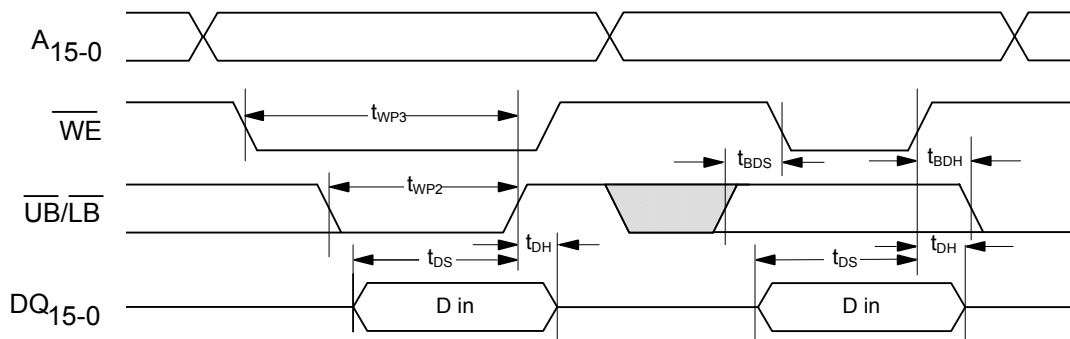 A15-0
WE
tWP3
tBDS
tBDH
UB/LB
tWP2
tDH
tDS
tDS
tDH
DQ15-0
D in
D in